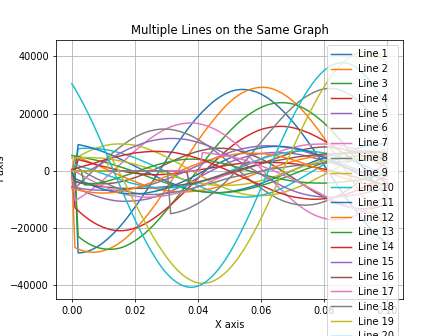 Multiple Lines on the Same Graph
40000
20000
0
−20000
−40000
0.00
0.02
0.04
0.06
0.08
X axis
Line 1
Line 2
Line 3
Line 4
Line 5
Line 6
Line 7
Line 8
Line 9
Line 10
Line 11
Line 12
Line 13
Line 14
Line 15
Line 16
Line 17
Line 18
Line 19
Line 20